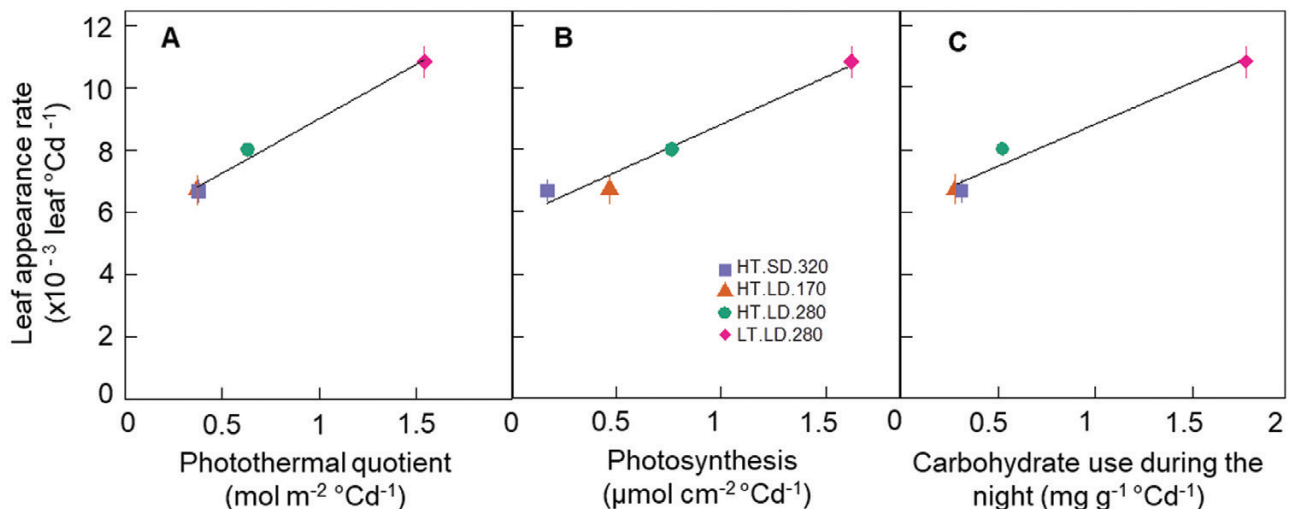 12
10
8
6
4
2
0
Leaf appearance rate
(x10⁻³ leaf °Cd⁻¹)
A
B
C
HT.SD.320
HT.LD.170
HT.LD.280
LT.LD.280
0 0.5 1 1.5
0 0.5 1 1.5
0 0.5 1 1.5 2
Photothermal quotient
(mol m⁻² °Cd⁻¹)
Photosynthesis
(µmol cm⁻² °Cd⁻¹)
Carbohydrate use during the
night (mg g⁻¹ °Cd⁻¹)